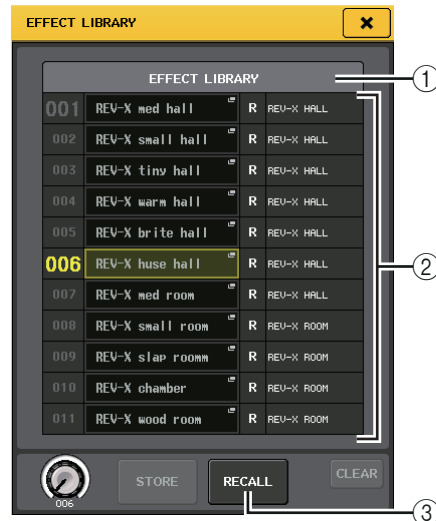 EFFECT LIBRARY
EFFECT LIBRARY
001 REV-X med hall R REV-X HALL
002 REV-X small hall R REV-X HALL
003 REV-X tiny hall R REV-X HALL
004 REV-X warm hall R REV-X HALL
005 REV-X brite hall R REV-X HALL
006 REV-X huse hall R REV-X HALL
007 REV-X med room R REV-X HALL
008 REV-X small room R REV-X ROOM
009 REV-X slap roomm R REV-X ROOM
010 REV-X chamber R REV-X ROOM
011 REV-X wood room R REV-X ROOM
006 STORE RECALL CLEAR
1
2
3